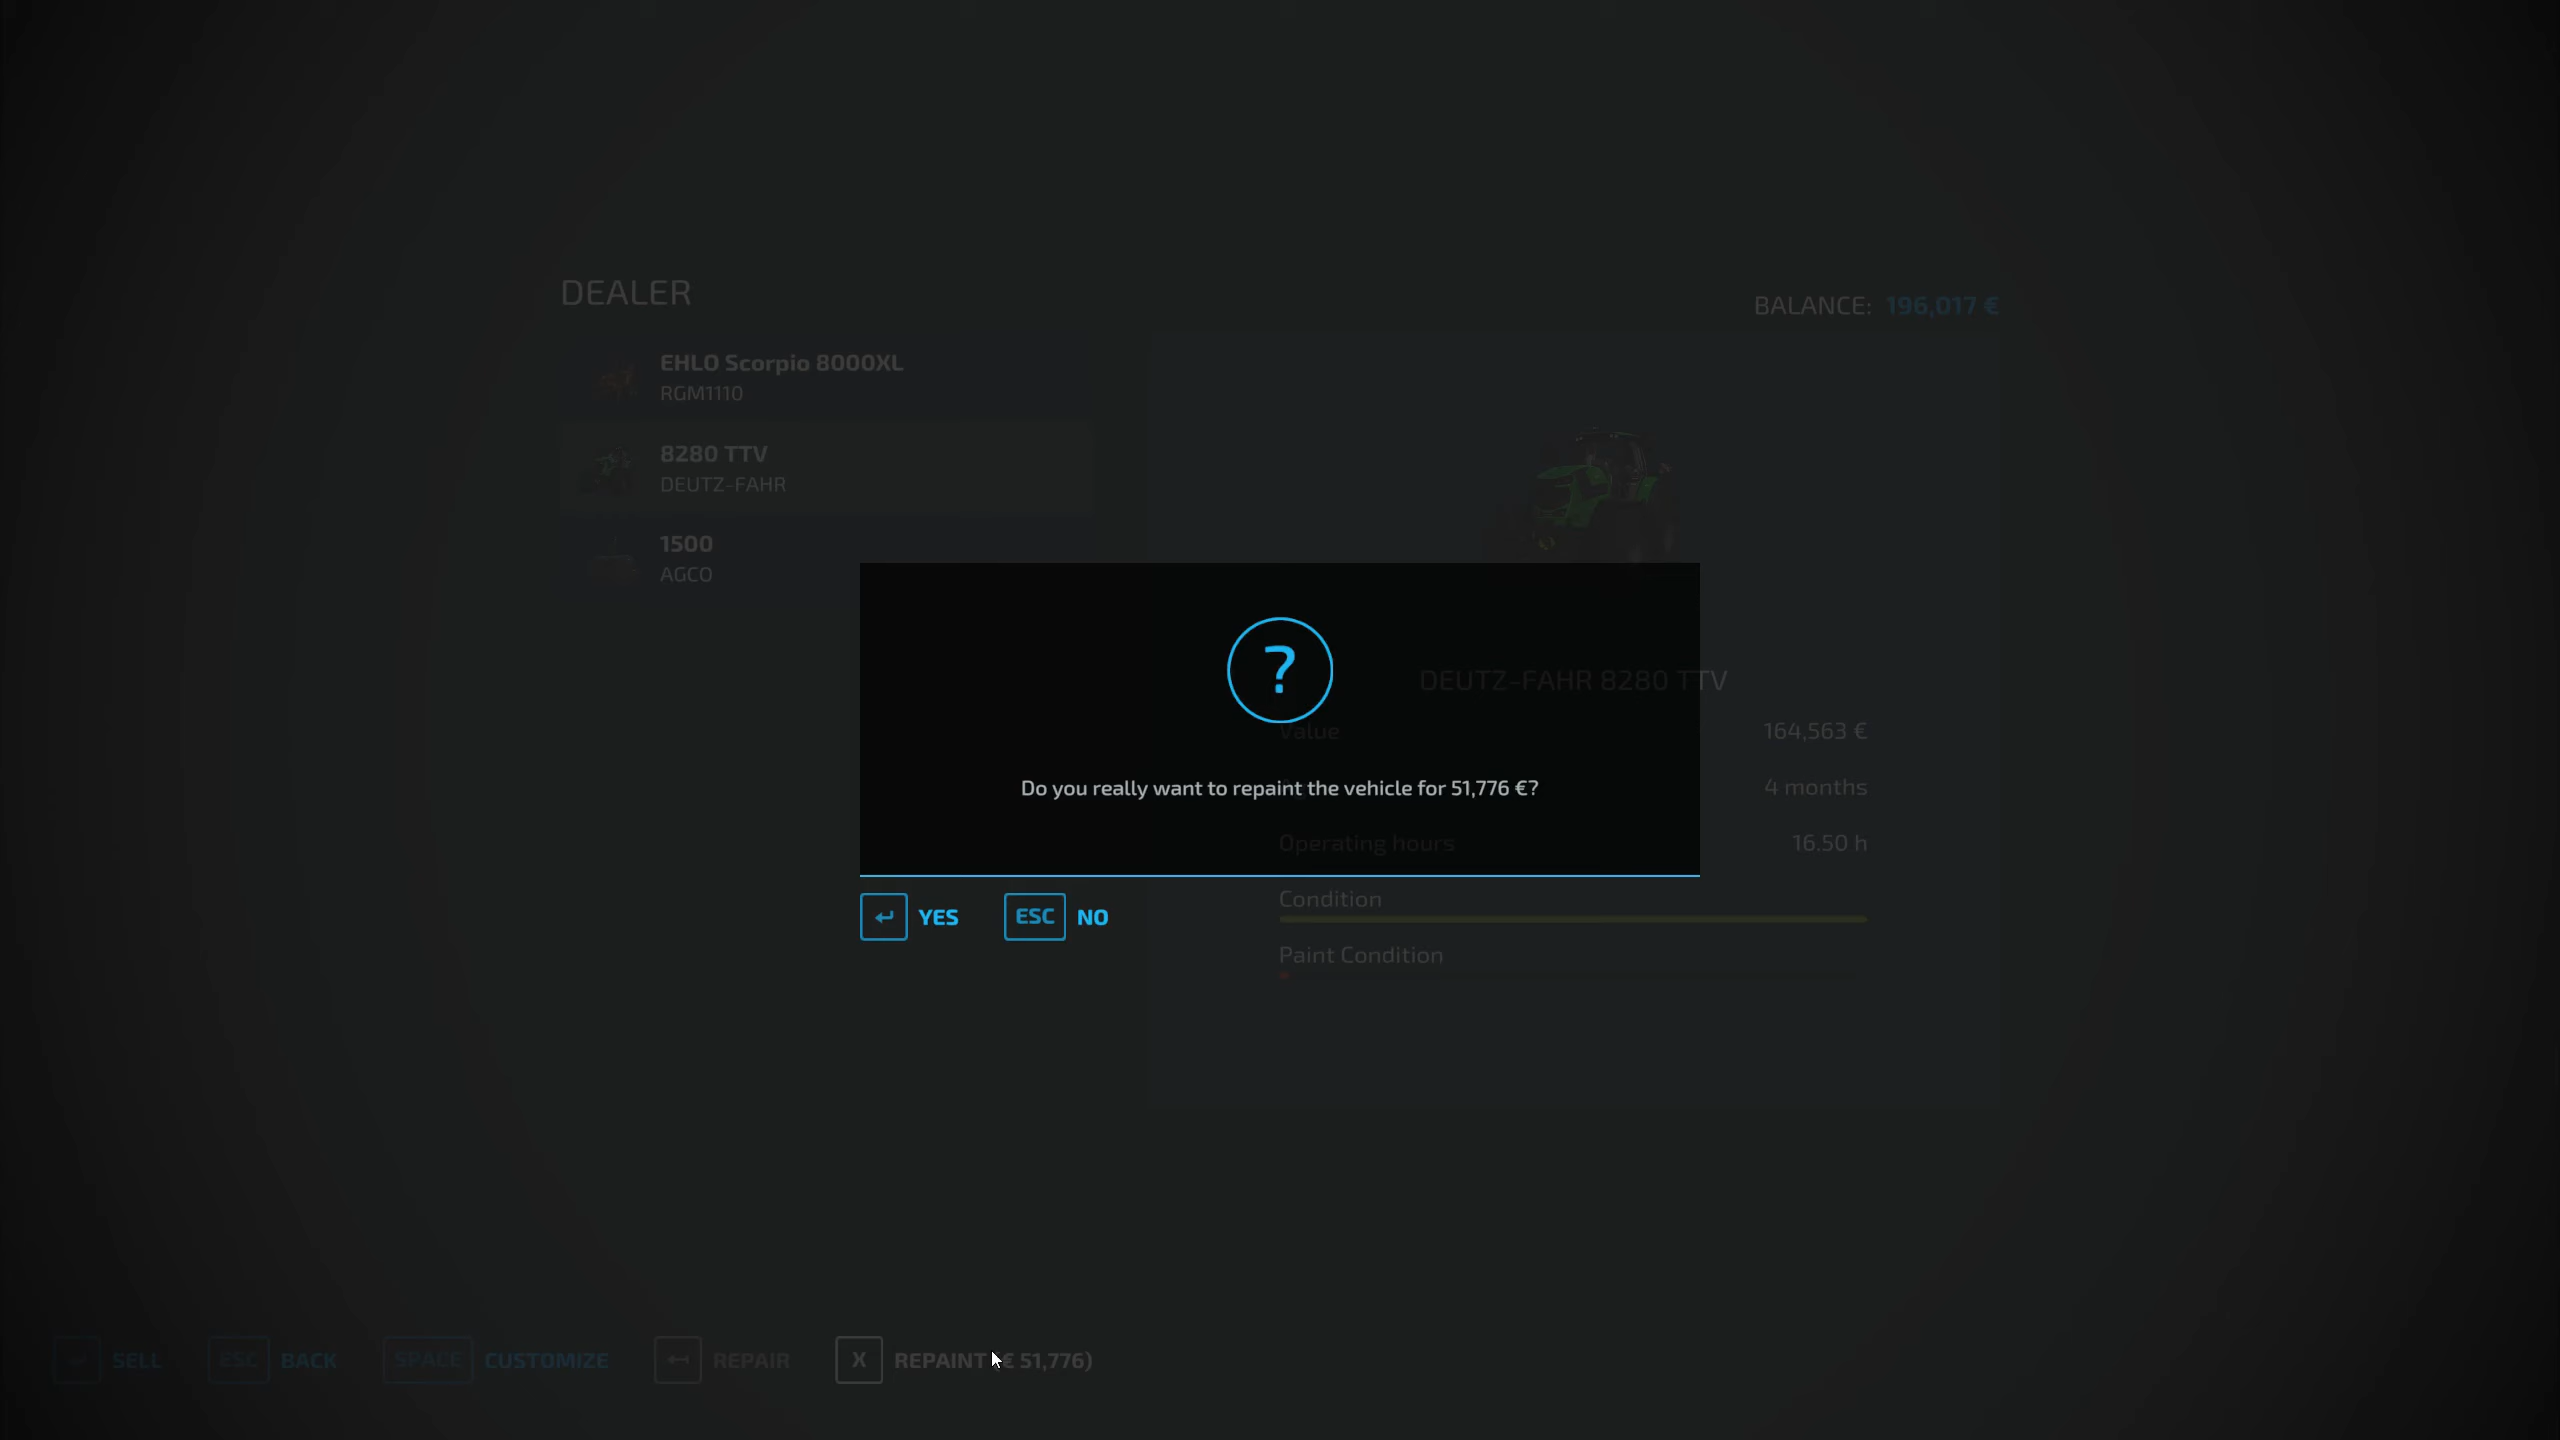 DEALER
BALANCE: 196,017 €
EHLO Scorpio 8000XL
RGM1110
8280 TTV
DEUTZ-FAHR
1500
AGCO
?
DEUTZ-FAHR 8280 TTV
Value 164,563 €
Do you really want to repaint the vehicle for 51,776 €?
4 months
Operating hours 16.50 h
YES ESC NO
Condition
Paint Condition
SELL ESC BACK SPACE CUSTOMIZE REPAIR X REPAINT € 51,776)